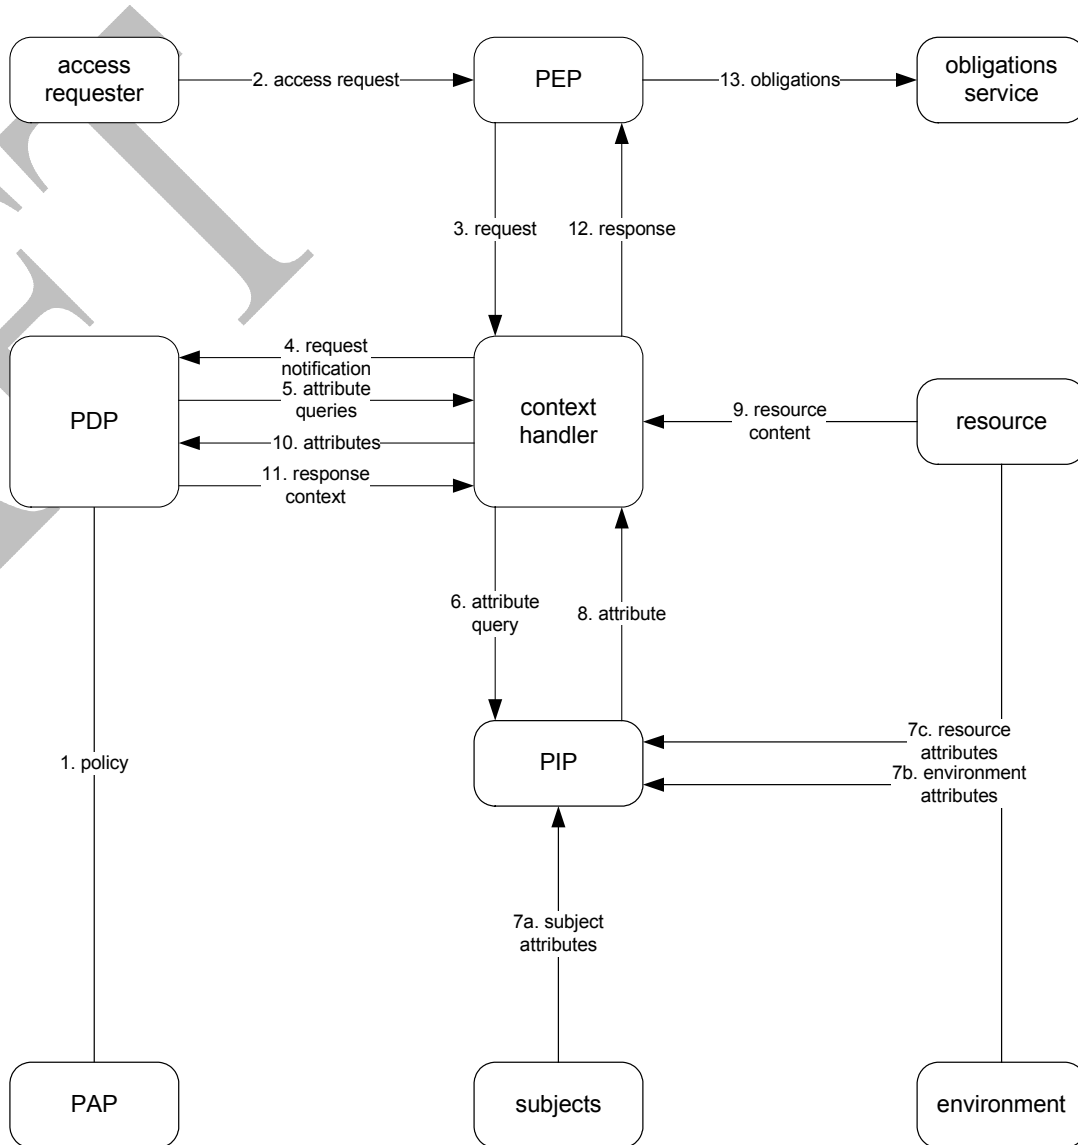 access
requester
2. access request
PEP
13. obligations
obligations
service
3. request
12. response
PDP
4. request
notification
5. attribute
queries
10. attributes
11. response
context
context
handler
9. resource
content
resource
6. attribute
query
8. attribute
1. policy
PIP
7c. resource
attributes
7b. environment
attributes
7a. subject
attributes
PAP
subjects
environment